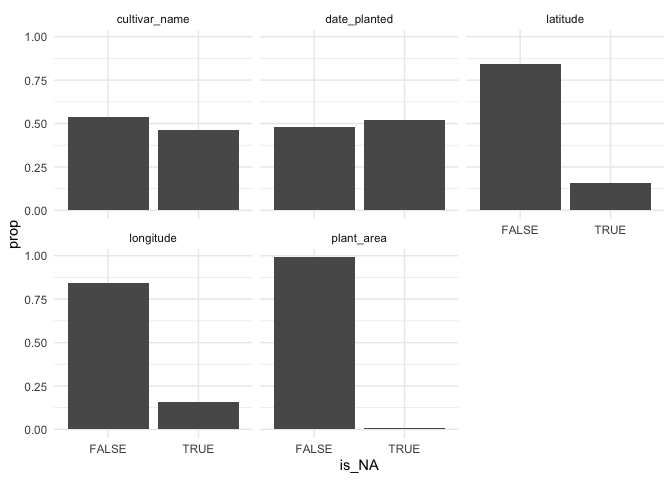 cultivar_name date_planted latitude
1.00
0.75
0.50
0.25
0.00
FALSE TRUE
longitude plant_area
1.00
0.75
0.50
0.25
0.00
FALSE TRUE FALSE TRUE
is_NA
prop